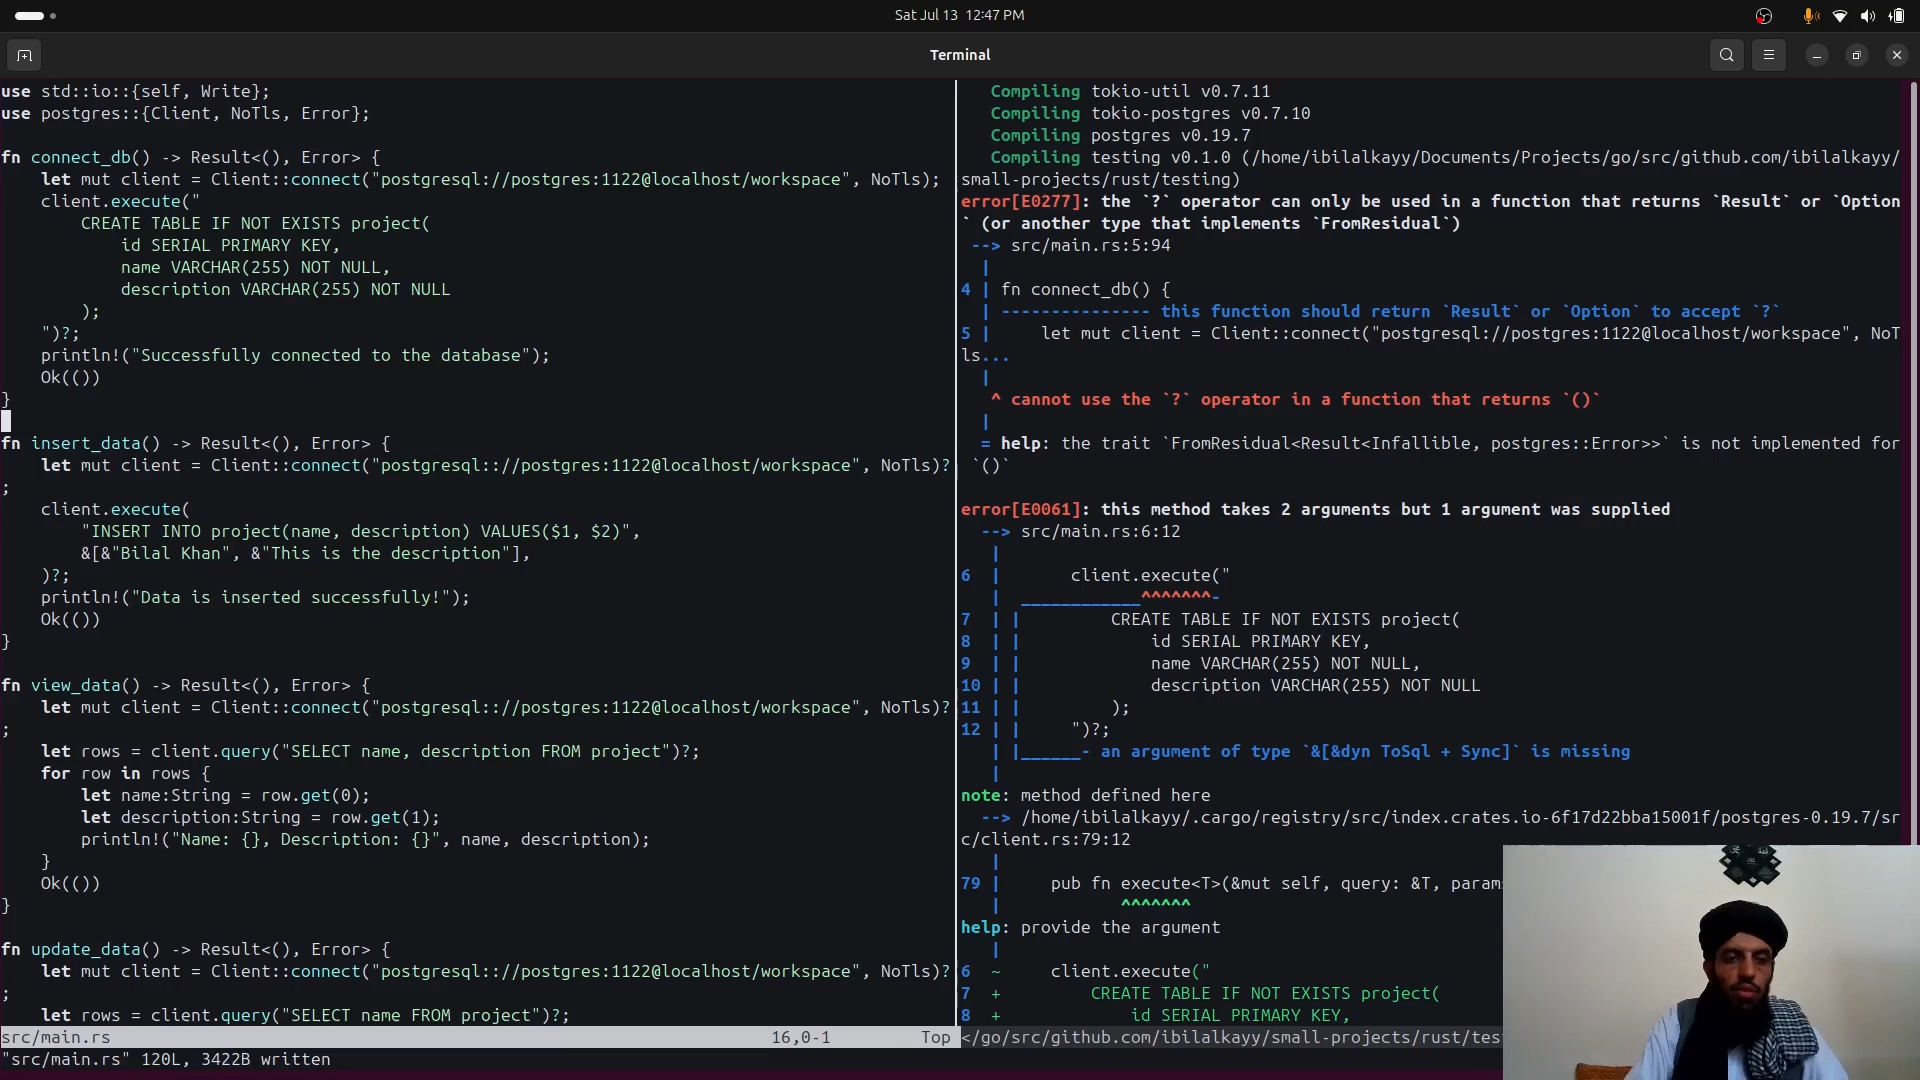 Sat Jul 13 12:47 PM
Terminal
use std::io::{self, Write};
use postgres::{Client, NoTls, Error};
fn connect_db() -> Result<(), Error> {
    let mut client = Client::connect("postgresql://postgres:1122@localhost/workspace", NoTls);
    client.execute("
        CREATE TABLE IF NOT EXISTS project(
            id SERIAL PRIMARY KEY,
            name VARCHAR(255) NOT NULL,
            description VARCHAR(255) NOT NULL
        );
    ")?;
    println!("Successfully connected to the database");
    Ok(())
}
fn insert_data() -> Result<(), Error> {
    let mut client = Client::connect("postgresql:://postgres:1122@localhost/workspace", NoTls)?
;
    client.execute(
        "INSERT INTO project(name, description) VALUES($1, $2)",
        &[&"Bilal Khan", &"This is the description"],
    )?;
    println!("Data is inserted successfully!");
    Ok(())
}
fn view_data() -> Result<(), Error> {
    let mut client = Client::connect("postgresql:://postgres:1122@localhost/workspace", NoTls)?
;
    let rows = client.query("SELECT name, description FROM project")?;
    for row in rows {
        let name:String = row.get(0);
        let description:String = row.get(1);
        println!("Name: {}, Description: {}", name, description);
    }
    Ok(())
}
fn update_data() -> Result<(), Error> {
    let mut client = Client::connect("postgresql:://postgres:1122@localhost/workspace", NoTls)?
;
    let rows = client.query("SELECT name FROM project")?;
src/main.rs 16,0-1 Top
"src/main.rs" 120L, 3422B written
   Compiling tokio-util v0.7.11
   Compiling tokio-postgres v0.7.10
   Compiling postgres v0.19.7
   Compiling testing v0.1.0 (/home/ibilalkayy/Documents/Projects/go/src/github.com/ibilalkayy/
small-projects/rust/testing)
error[E0277]: the `?` operator can only be used in a function that returns `Result` or `Option
` (or another type that implements `FromResidual`)
 --> src/main.rs:5:94
  |
4 | fn connect_db() {
  | --------------- this function should return `Result` or `Option` to accept `?`
5 |     let mut client = Client::connect("postgresql://postgres:1122@localhost/workspace", NoT
ls...
  |
   ^ cannot use the `?` operator in a function that returns `()`
  |
  = help: the trait `FromResidual<Result<Infallible, postgres::Error>>` is not implemented for
 `()`
error[E0061]: this method takes 2 arguments but 1 argument was supplied
  --> src/main.rs:6:12
   |
6  |       client.execute("
   |  ____________^^^^^^^-
7  | |         CREATE TABLE IF NOT EXISTS project(
8  | |             id SERIAL PRIMARY KEY,
9  | |             name VARCHAR(255) NOT NULL,
10 | |             description VARCHAR(255) NOT NULL
11 | |         );
12 | |     ")?;
   | |______- an argument of type `&[&dyn ToSql + Sync]` is missing
   |
note: method defined here
  --> /home/ibilalkayy/.cargo/registry/src/index.crates.io-6f17d22bba15001f/postgres-0.19.7/sr
c/client.rs:79:12
   |
79 |     pub fn execute<T>(&mut self, query: &T, param
   |            ^^^^^^^
help: provide the argument
   |
6  ~     client.execute("
7  +         CREATE TABLE IF NOT EXISTS project(
8  +             id SERIAL PRIMARY KEY,
</go/src/github.com/ibilalkayy/small-projects/rust/tes